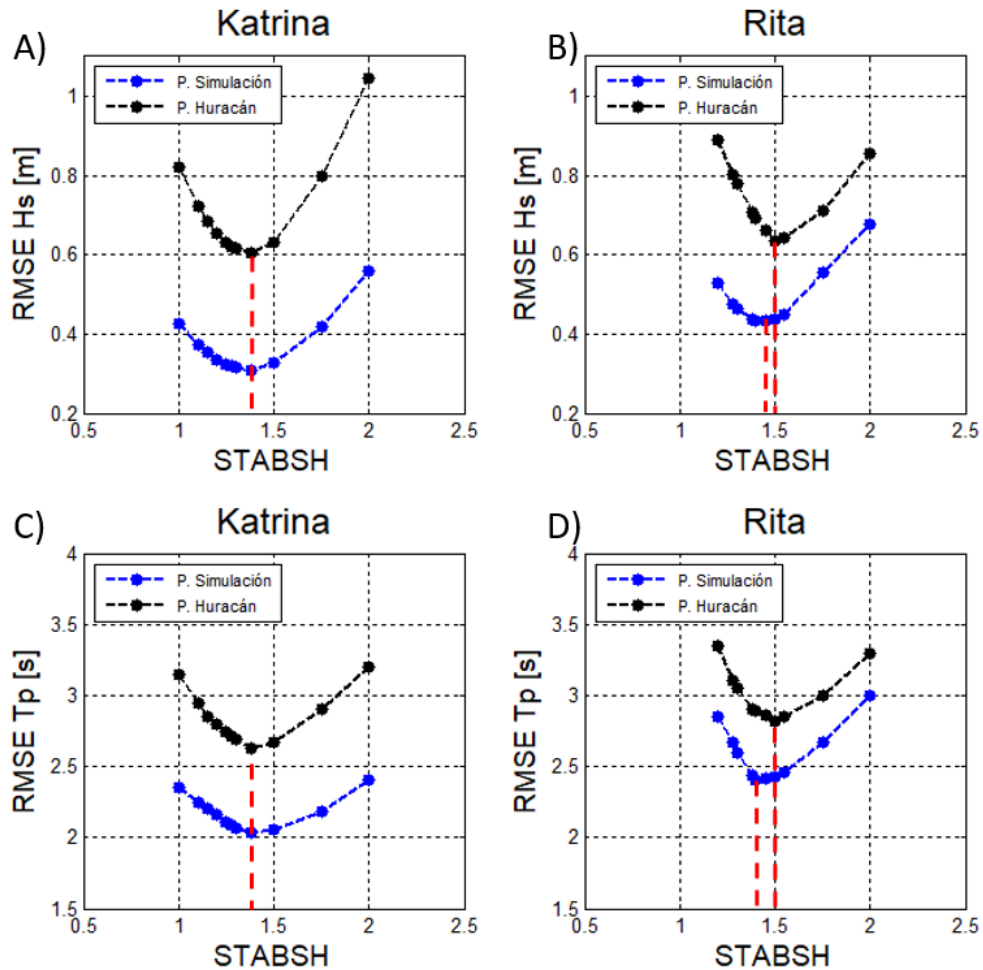 A)
Katrina
P. Simulación
P. Huracán
RMSE Hs [m]
1
0.8
0.6
0.4
0.2
0.5
1
1.5
2
2.5
STABSH
B)
Rita
P. Simulación
P. Huracán
RMSE Hs [m]
1
0.8
0.6
0.4
0.2
0.5
1
1.5
2
2.5
STABSH
C)
Katrina
P. Simulación
P. Huracán
RMSE Tp [s]
4
3.5
3
2.5
2
1.5
0.5
1
1.5
2
2.5
STABSH
D)
Rita
P. Simulación
P. Huracán
RMSE Tp [s]
4
3.5
3
2.5
2
1.5
0.5
1
1.5
2
2.5
STABSH